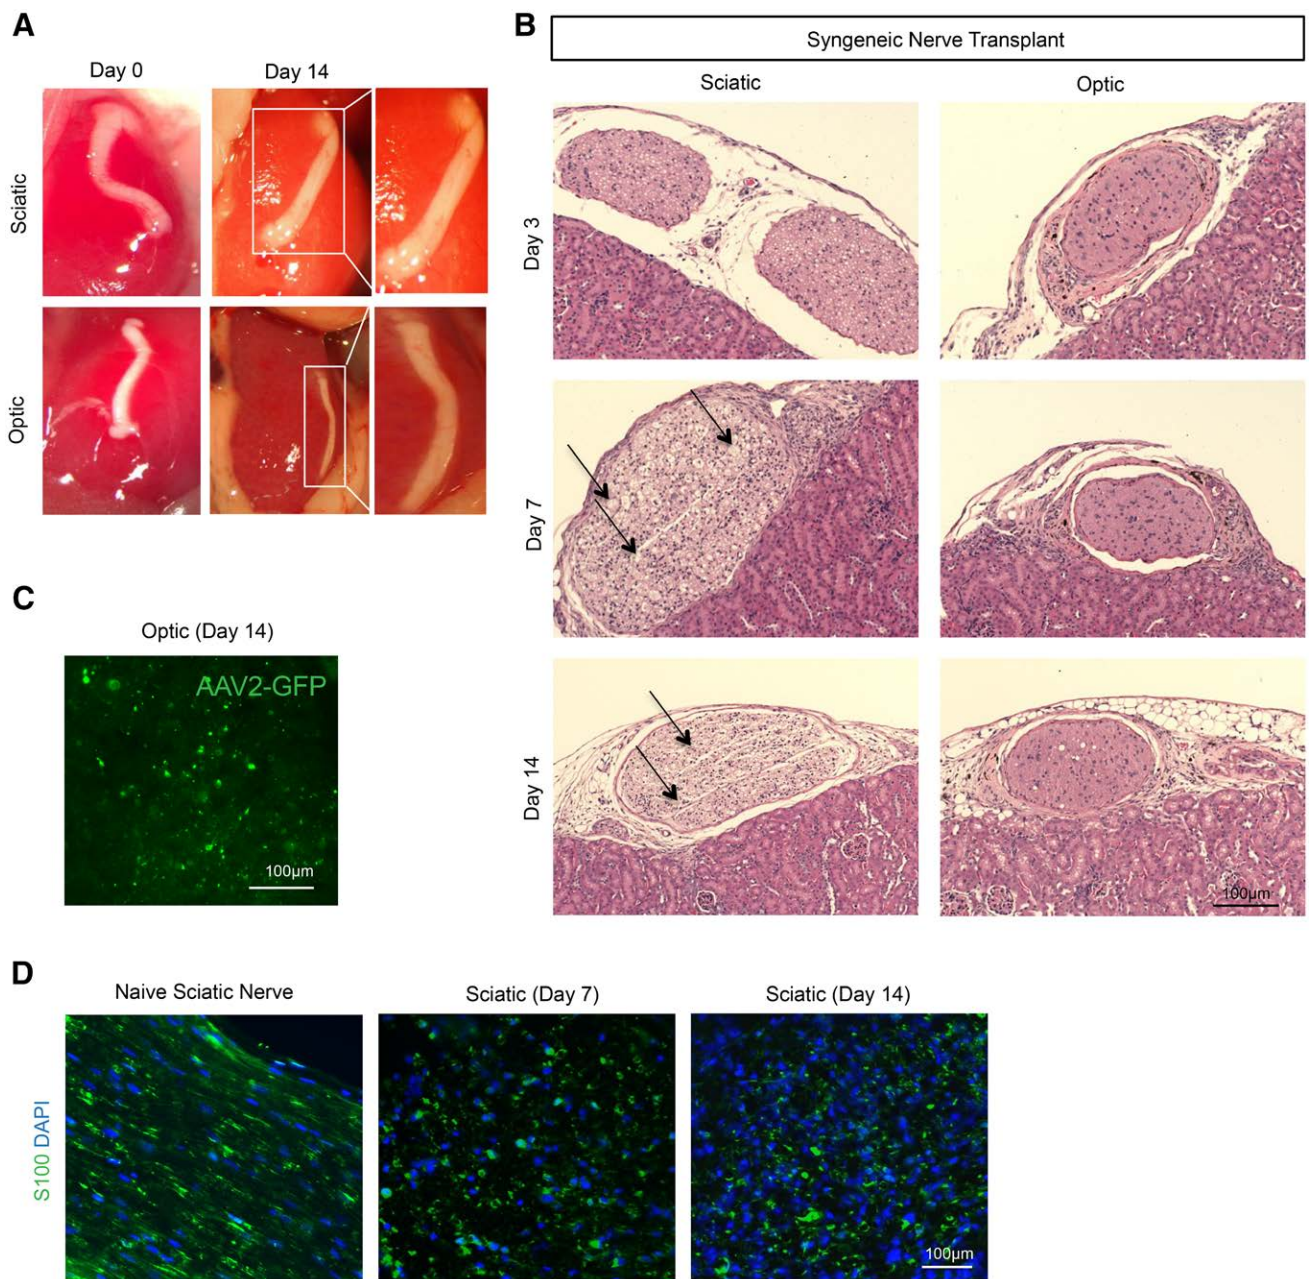 A
Day 0
Day 14
Sciatic
Optic
B
Syngeneic Nerve Transplant
Sciatic
Optic
Day 3
Day 7
Day 14
100µm
C
Optic (Day 14)
AAV2-GFP
100µm
D
Naive Sciatic Nerve
Sciatic (Day 7)
Sciatic (Day 14)
S100 DAPI
100µm